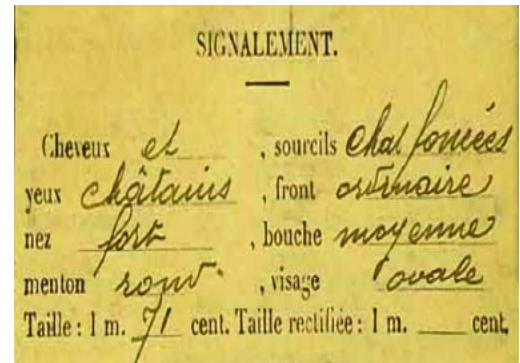 SIGNALEMENT.
Cheveux et , sourcils Chat foncées
yeux châtains , front ordinaire
nez fort , bouche moyenne
menton rond. , visage ovale
Taille : 1 m. 71 cent. Taille rectifiée : 1 m. cent.